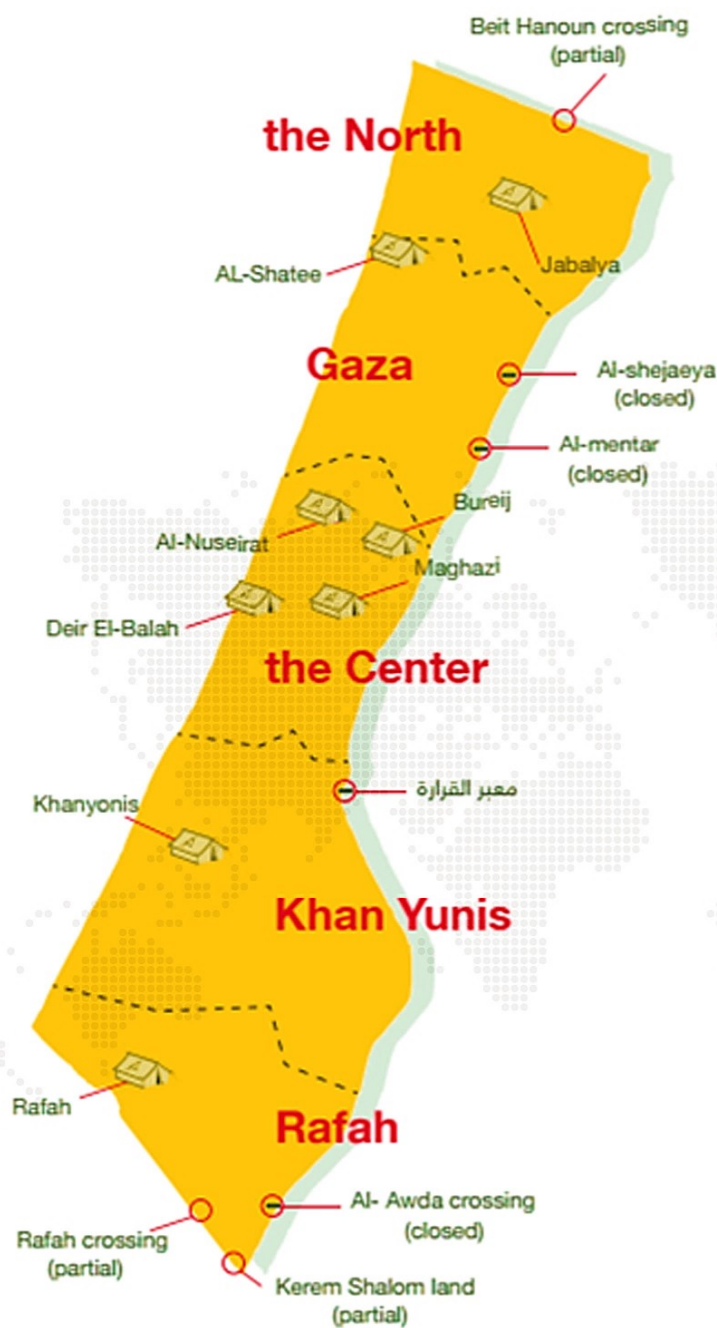 Beit Hanoun crossing
(partial)
the North
Jabalya
AL-Shatee
Gaza
Al-shejaeya
(closed)
Al-mentar
(closed)
Bureij
Al-Nuseirat
Maghazi
Deir El-Balah
the Center
معبر القرارة
Khanyonis
Khan Yunis
Rafah
Rafah
Al- Awda crossing
(closed)
Rafah crossing
(partial)
Kerem Shalom land
(partial)